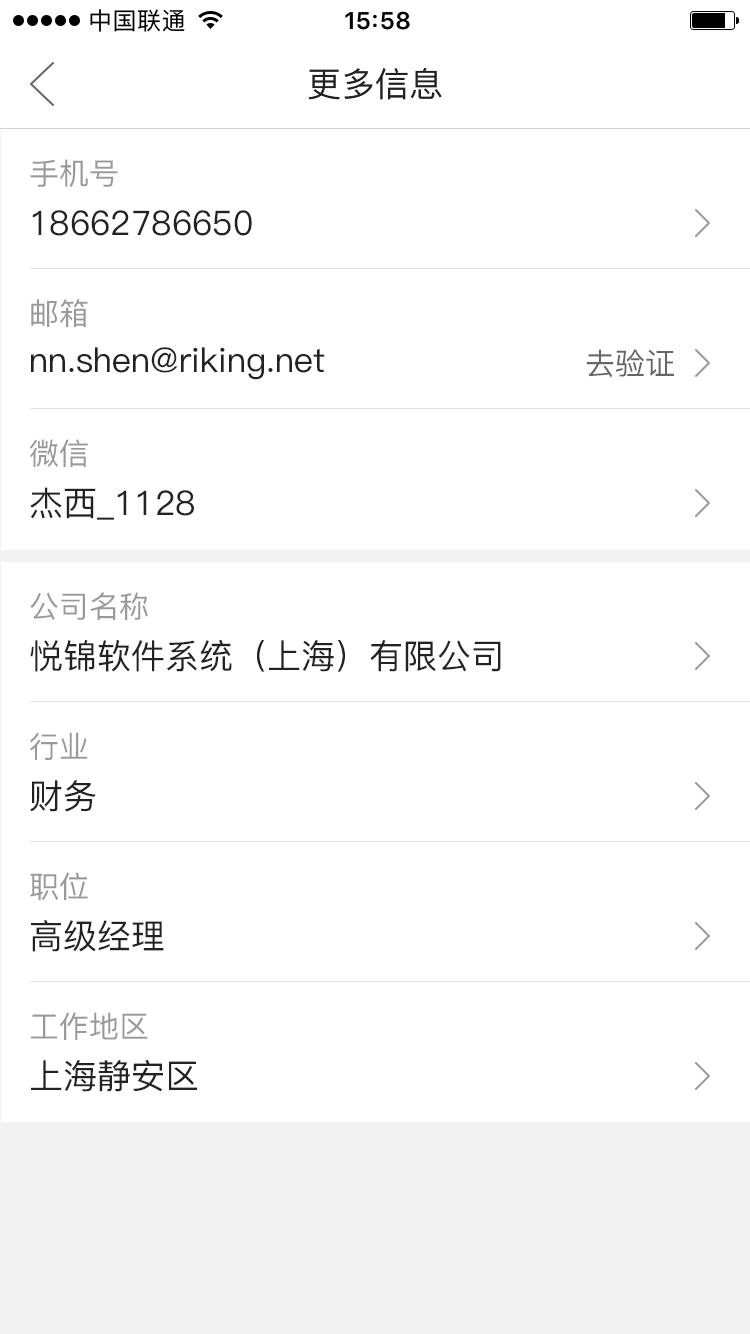 中国联通 15:58
更多信息
手机号
18662786650
邮箱
nn.shen@riking.net 去验证
微信
杰西_1128
公司名称
悦锦软件系统（上海）有限公司
行业
财务
职位
高级经理
工作地区
上海静安区